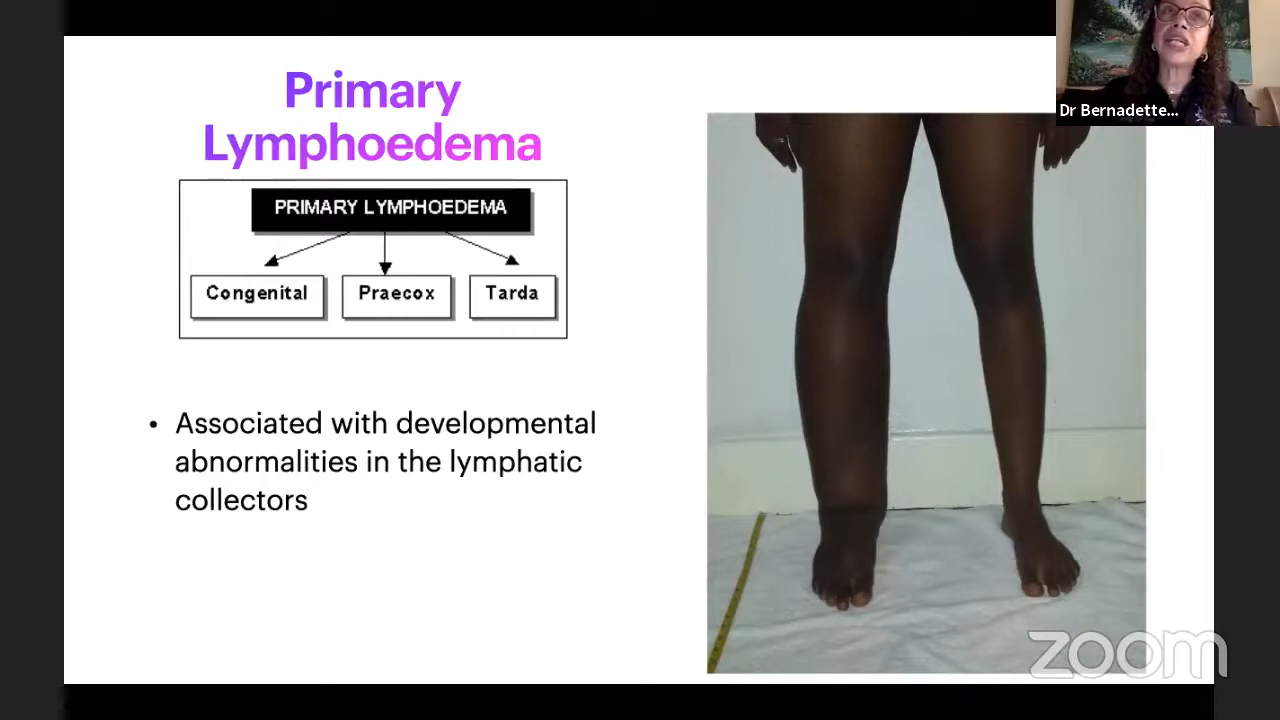 Primary
Lymphoedema
PRIMARY LYMPHOEDEMA
Congenital
Praecox
Tarda
• Associated with developmental
abnormalities in the lymphatic
collectors
Dr Bernadette...
zoom